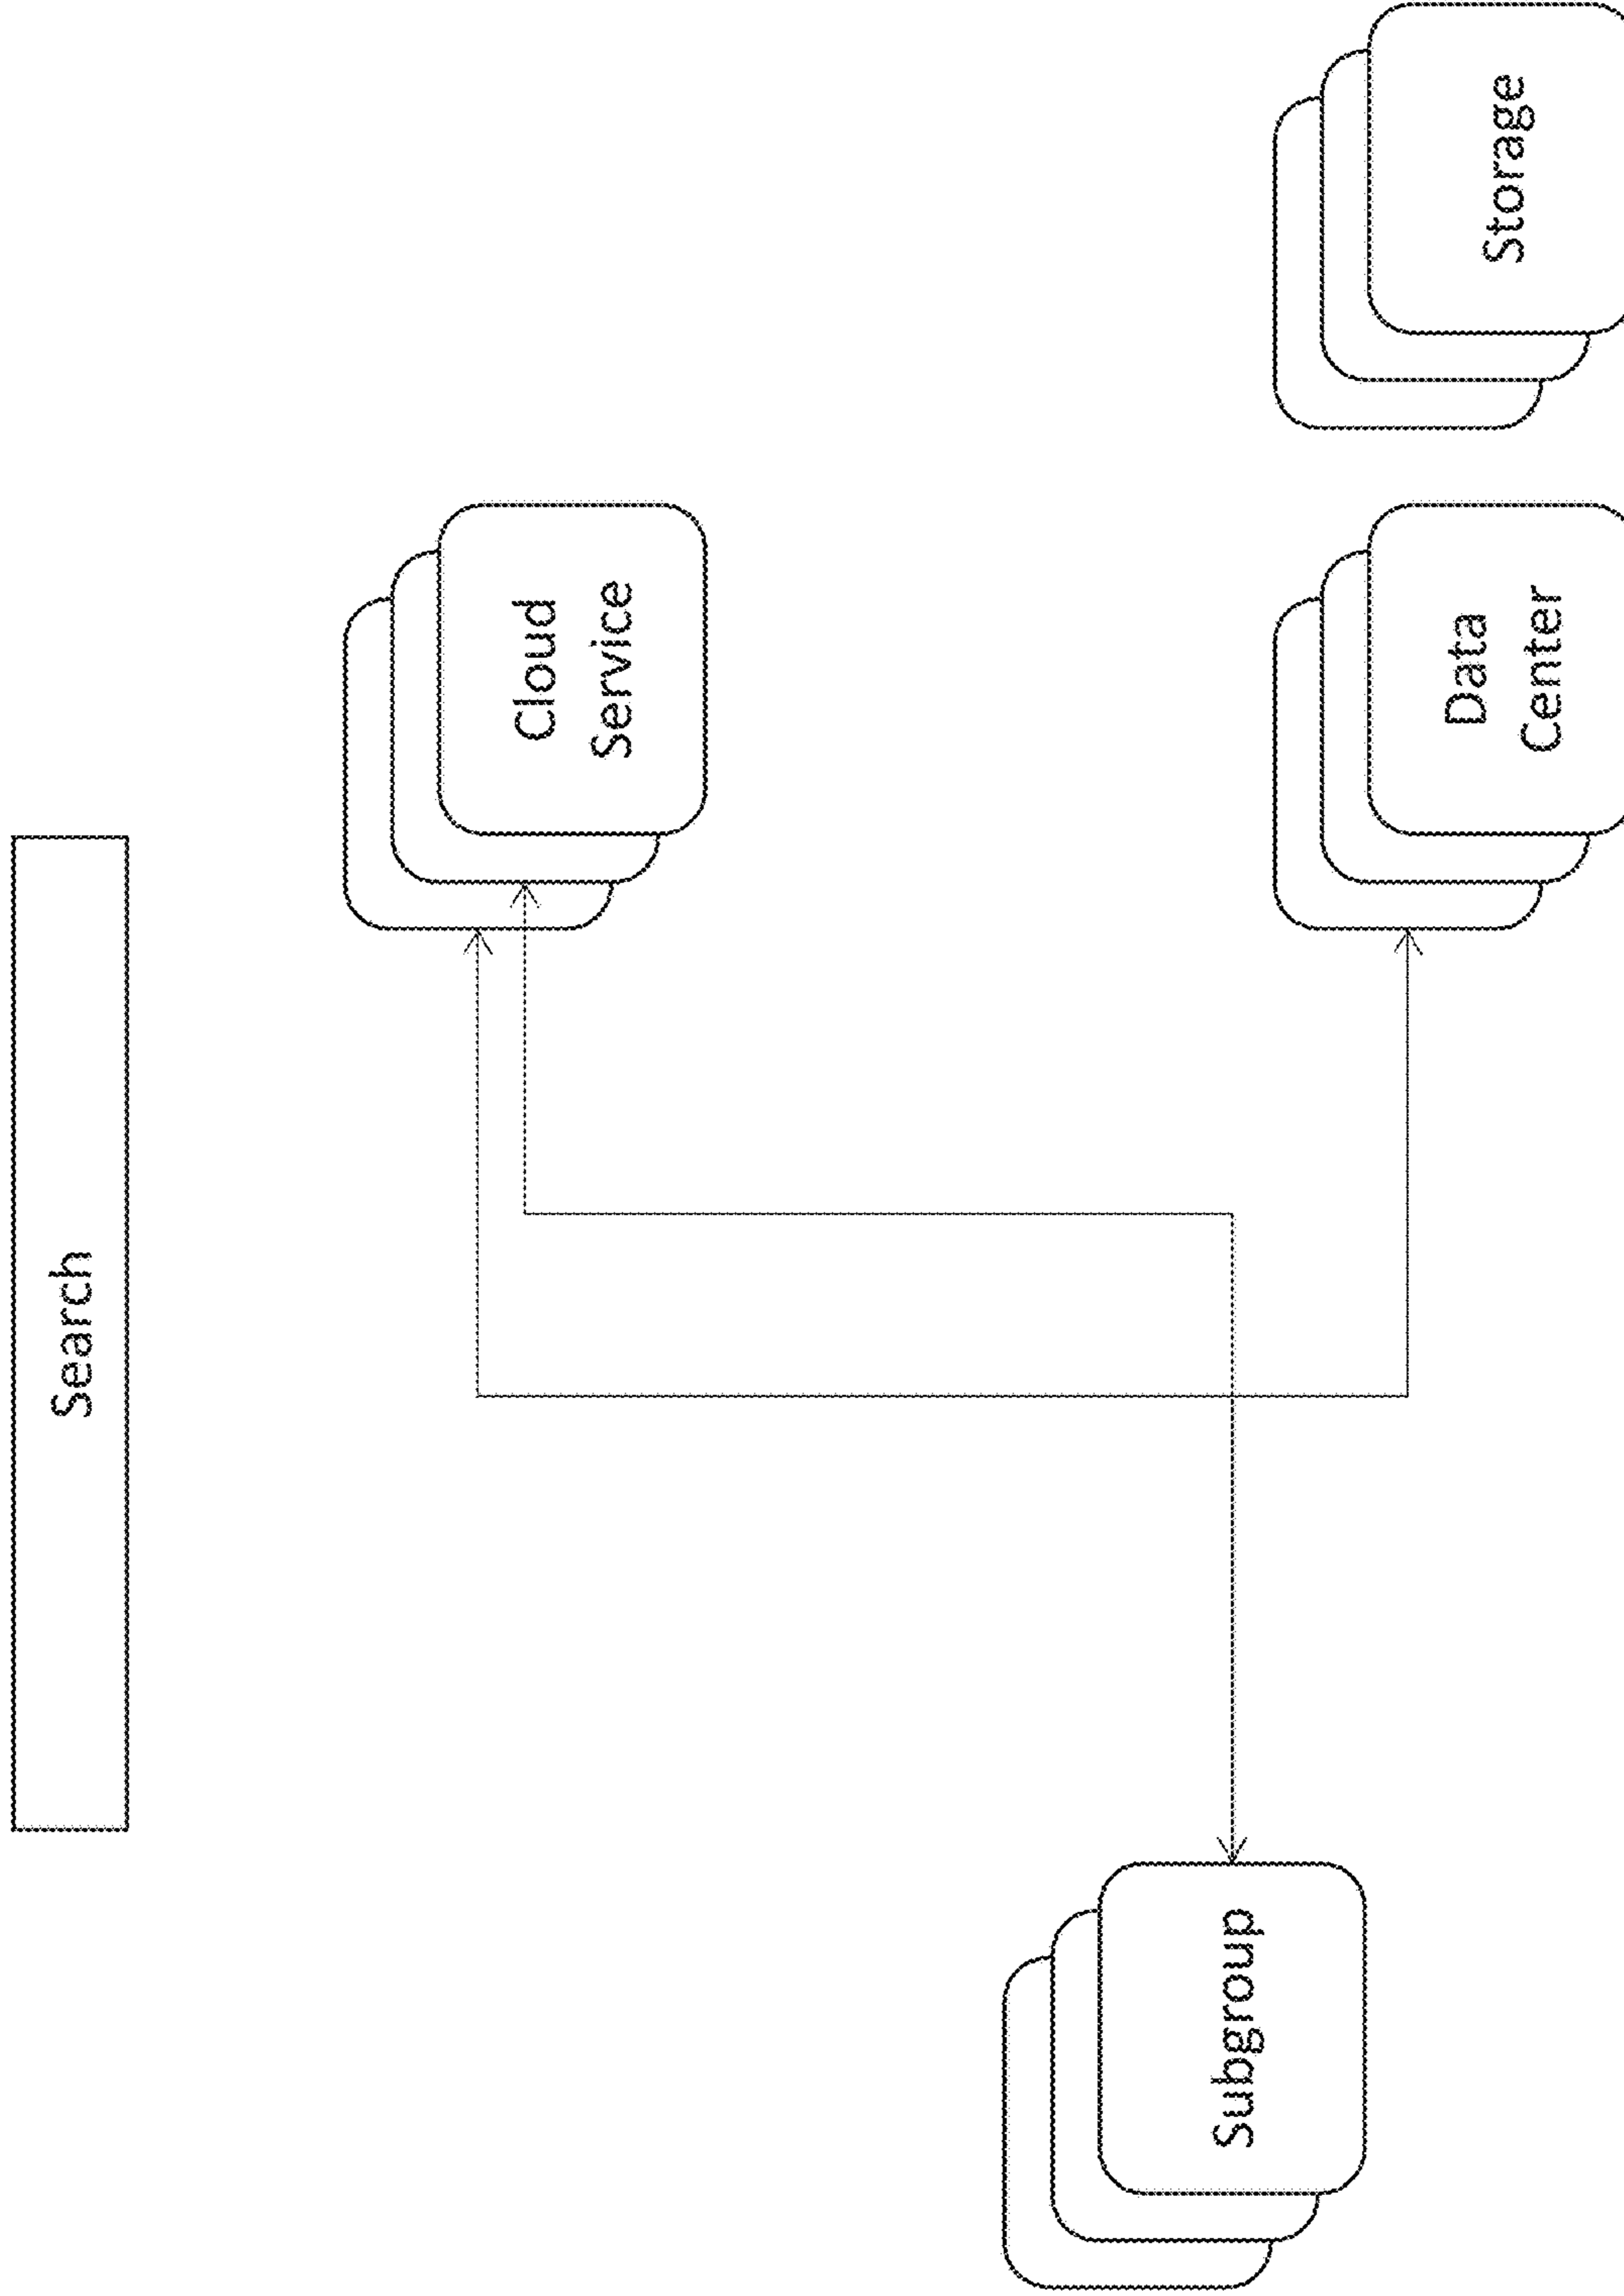 Search
Cloud
Service
Subgroup
Data
Center
Storage